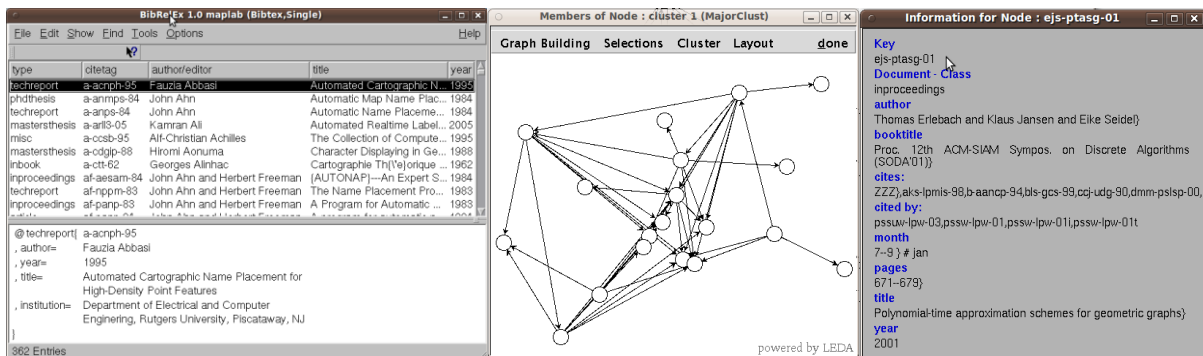 BibRelEx 1.0 maplab (Bibtex,Single)
File Edit Show Find Tools Options Help
type citetag author/editor title year
techreport a-acnph-95 Fauzia Abbasi Automated Cartographic N... 1995
phdthesis a-anmps-84 John Ahn Automatic Map Name Plac... 1984
techreport a-anps-84 John Ahn Automatic Name Placeme... 1984
mastersthesis a-arll3-05 Kamran Ali Automated Realtime Label... 2005
misc a-ccsb-95 Alf-Christian Achilles The Collection of Compute... 1995
mastersthesis a-cdgip-88 Hiromi Aonuma Character Displaying in Ge... 1988
inbook a-ctt-62 Georges Alinhac Cartographie Th{\'e}orique ... 1962
inproceedings af-aesam-84 John Ahn and Herbert Freeman {AUTONAP}---An Expert S... 1984
techreport af-nppm-83 John Ahn and Herbert Freeman The Name Placement Pro... 1983
inproceedings af-panp-83 John Ahn and Herbert Freeman A Program for Automatic ... 1983
@techreport{ a-acnph-95
, author= Fauzia Abbasi
, year= 1995
, title= Automated Cartographic Name Placement for
High-Density Point Features
, institution= Department of Electrical and Computer
Enginering, Rutgers University, Piscataway, NJ
}
362 Entries
Members of Node : cluster 1 (MajorClust)
Graph Building Selections Cluster Layout done
powered by LEDA
Information for Node : ejs-ptasg-01
Key
ejs-ptasg-01
Document - Class
inproceedings
author
Thomas Erlebach and Klaus Jansen and Eike Seidel}
booktitle
Proc. 12th ACM-SIAM Sympos. on Discrete Algorithms
(SODA'01)}
cites:
ZZZ},aks-lpmis-98,b-aancp-94,bls-gcs-99,ccj-udg-90,dmm-pslsp-00,
cited by:
pssuw-lpw-03,pssw-lpw-01,pssw-lpw-01i,pssw-lpw-01t
month
7--9 } # jan
pages
671--679}
title
Polynomial-time approximation schemes for geometric graphs}
year
2001